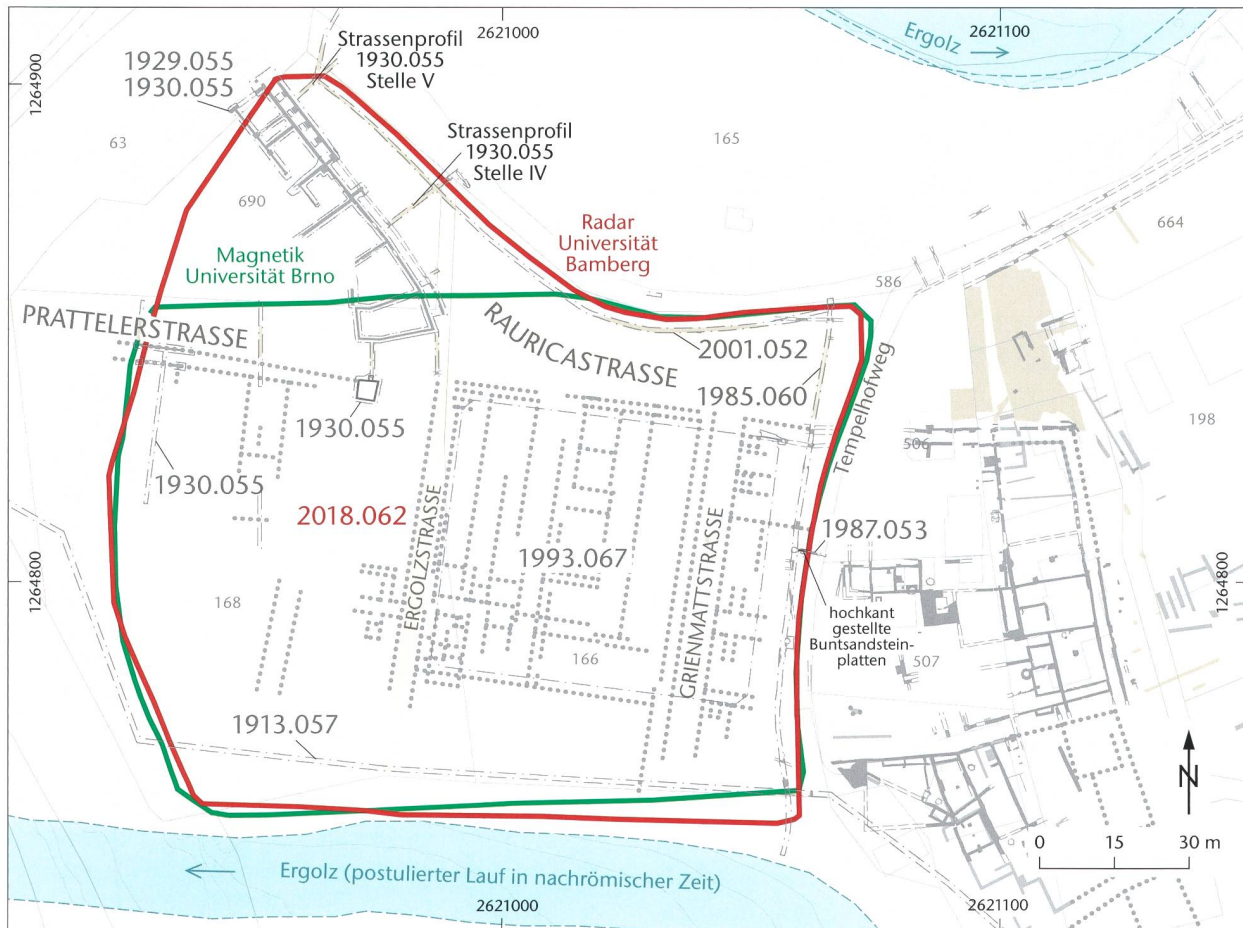 2621000
2621100
Ergolz
1264900
Strassenprofil
1930.055
Stelle V
1929.055
1930.055
Strassenprofil
1930.055
Stelle IV
63
165
690
664
Radar
Universität
Bamberg
Magnetik
Universität Brno
586
PRATTELERSTRASSE
RAURICASTRASSE
2001.052
1985.060
Tempelhofweg
198
1930.055
506
1930.055
2018.062
ERGOLZSTRASSE
1993.067
GRIENMATTSTRASSE
1987.053
1264800
1264800
168
hochkant
gestellte
Buntsandstein-
platten
166
507
1913.057
N
0 15 30 m
Ergolz (postulierter Lauf in nachrömischer Zeit)
2621000
2621100